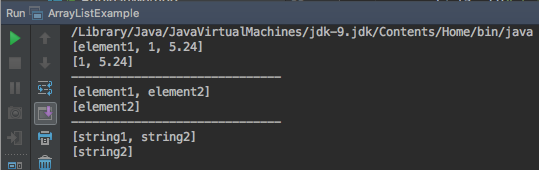 Run ArrayListExample
/Library/Java/JavaVirtualMachines/jdk-9.jdk/Contents/Home/bin/java
[element1, 1, 5.24]
[1, 5.24]
------------------------------
[element1, element2]
[element2]
------------------------------
[string1, string2]
[string2]